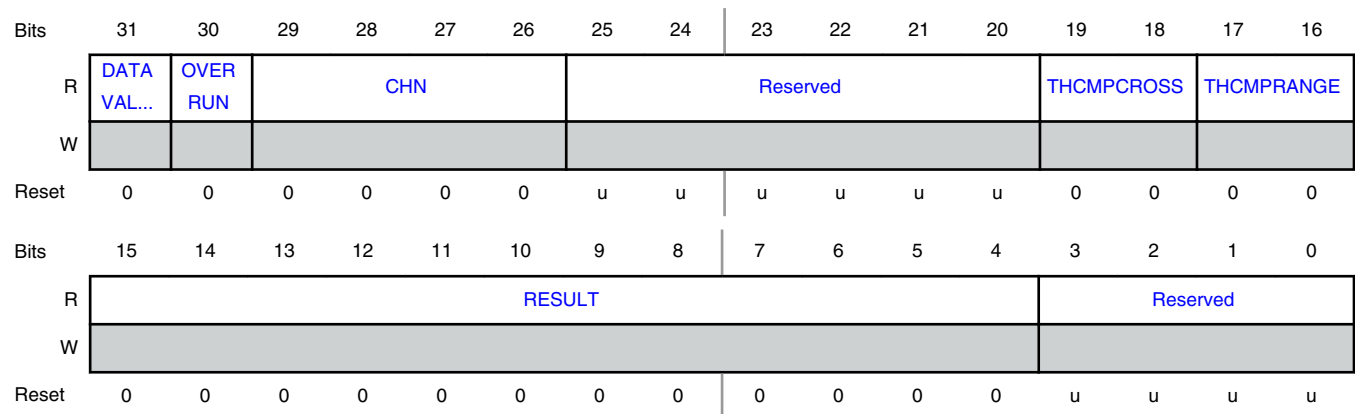 Bits 31 30 29 28 27 26 25 24 23 22 21 20 19 18 17 16
R DATA VAL... OVER RUN CHN Reserved THCMPCROSS THCMPRANGE
W
Reset 0 0 0 0 0 0 u u u u u u 0 0 0 0
Bits 15 14 13 12 11 10 9 8 7 6 5 4 3 2 1 0
R RESULT Reserved
W
Reset 0 0 0 0 0 0 0 0 0 0 0 0 u u u u